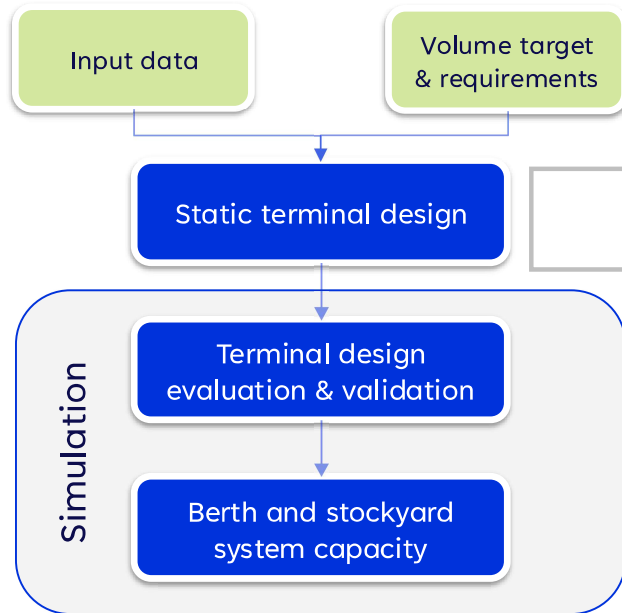 Input data
Volume target
& requirements
Static terminal design
Simulation
Terminal design
evaluation & validation
Berth and stockyard
system capacity